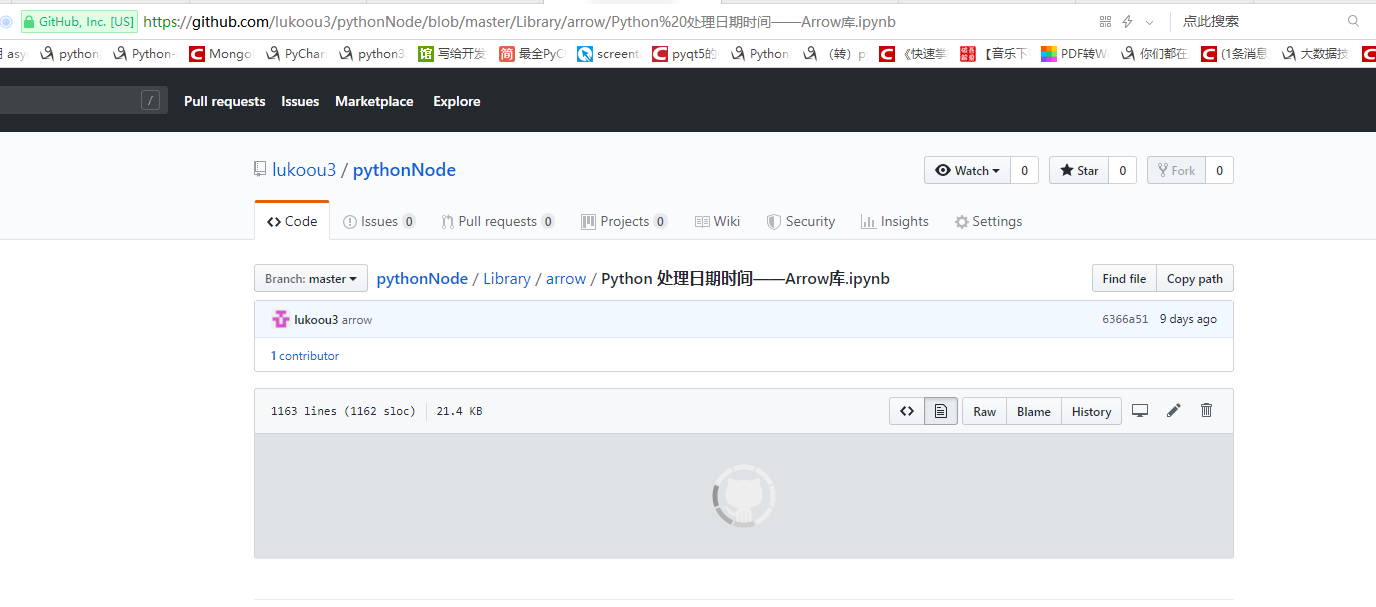 GitHub, Inc. [US] https://github.com/lukoou3/pythonNode/blob/master/Library/arrow/Python%20处理日期时间——Arrow库.ipynb 点此搜索
asy python Python- Mongo PyChar python3 写给开发 最全PyC screent pyqt5的 Python （转）p 《快速掌 【音乐下 PDF转W 你们都在 (1条消息 大数据技
/ Pull requests Issues Marketplace Explore
lukoou3 / pythonNode Watch 0 Star 0 Fork 0
Code Issues 0 Pull requests 0 Projects 0 Wiki Security Insights Settings
Branch: master pythonNode / Library / arrow / Python 处理日期时间——Arrow库.ipynb Find file Copy path
lukoou3 arrow 6366a51 9 days ago
1 contributor
1163 lines (1162 sloc) 21.4 KB <> Raw Blame History